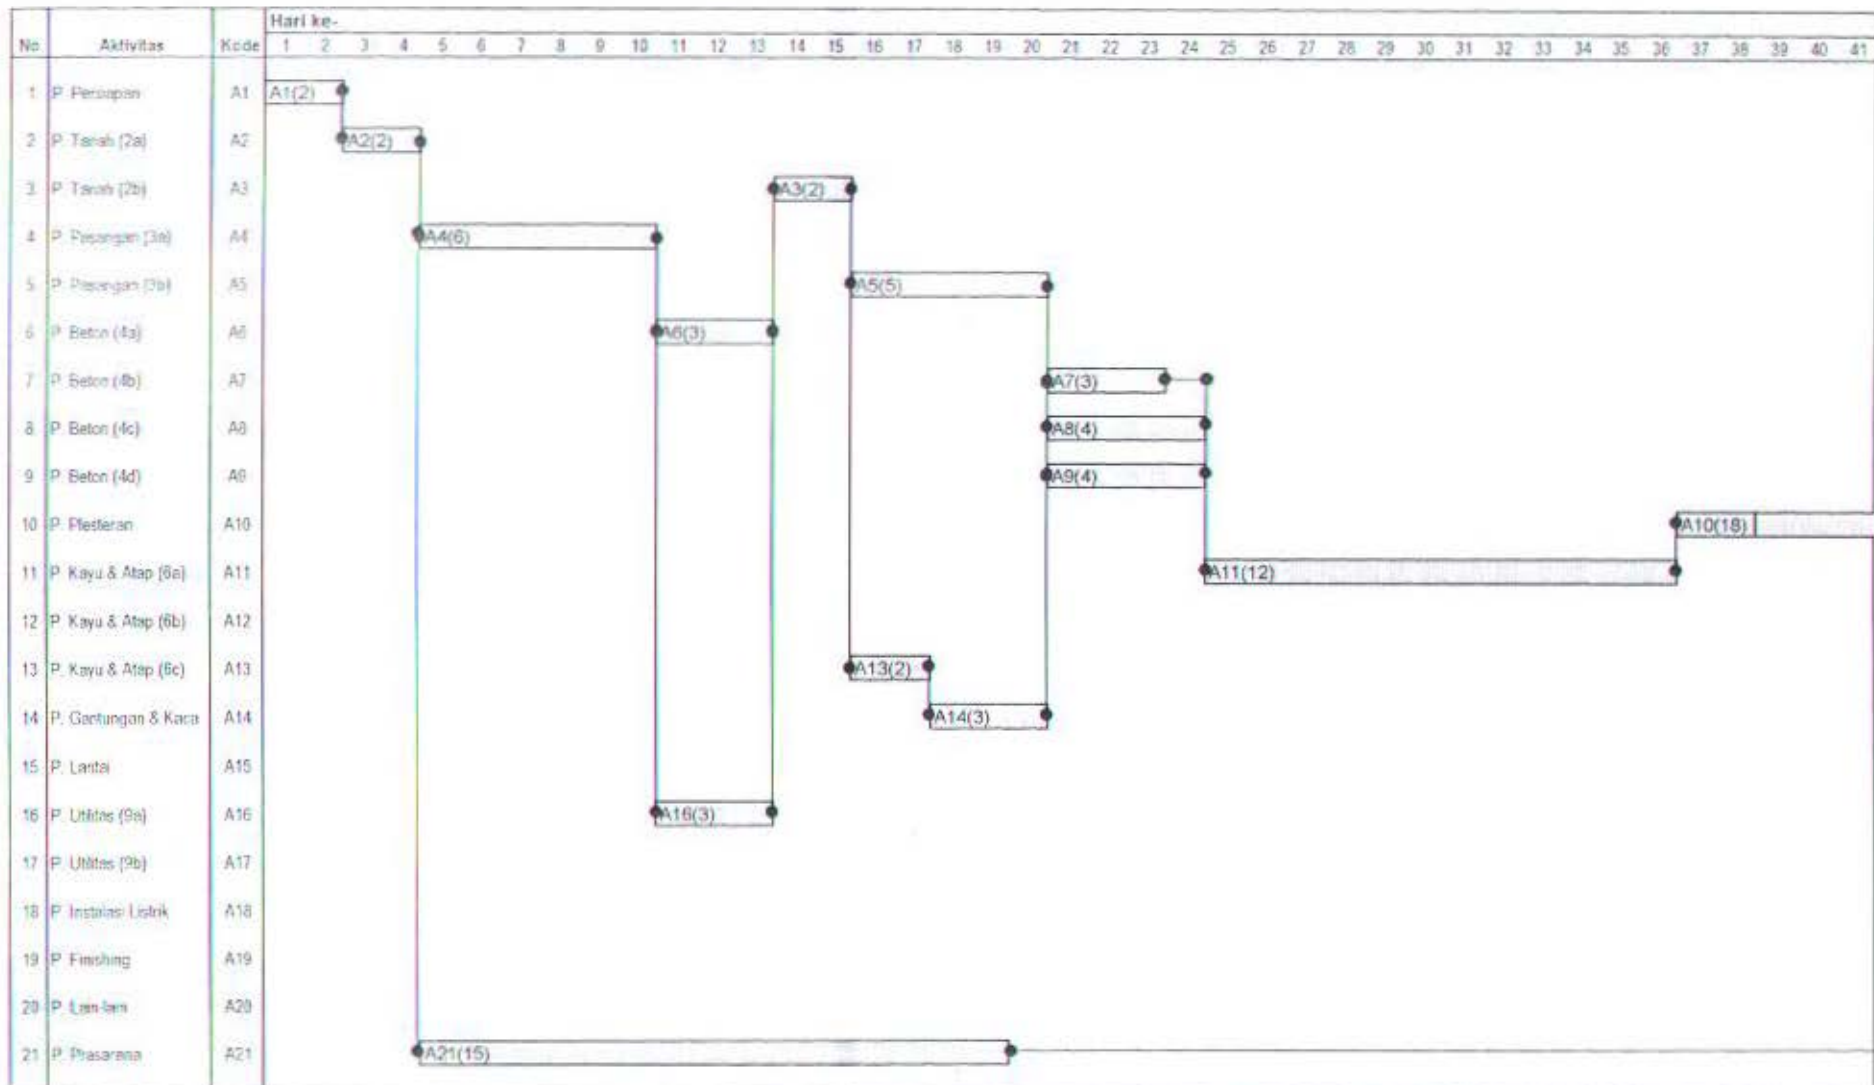 Hari ke-
No Aktivitas Kode 1 2 3 4 5 6 7 8 9 10 11 12 13 14 15 16 17 18 19 20 21 22 23 24 25 26 27 28 29 30 31 32 33 34 35 36 37 38 39 40 41
1 P. Persiapan A1 A1(2)
2 P. Tanah (2a) A2 A2(2)
3 P. Tanah (2b) A3 A3(2)
4 P. Pasangan (3a) A4 A4(6)
5 P. Pasangan (3b) A5 A5(5)
6 P. Beton (4a) A6 A6(3)
7 P. Beton (4b) A7 A7(3)
8 P. Beton (4c) A8 A8(4)
9 P. Beton (4d) A9 A9(4)
10 P. Plesteran A10 A10(18)
11 P. Kayu & Atap (6a) A11 A11(12)
12 P. Kayu & Atap (6b) A12
13 P. Kayu & Atap (6c) A13 A13(2)
14 P. Gantungan & Kaca A14 A14(3)
15 P. Lantai A15
16 P. Utilitas (9a) A16 A16(3)
17 P. Utilitas (9b) A17
18 P. Instalasi Listrik A18
19 P. Finishing A19
20 P. Lain-lain A20
21 P. Prasarana A21 A21(15)